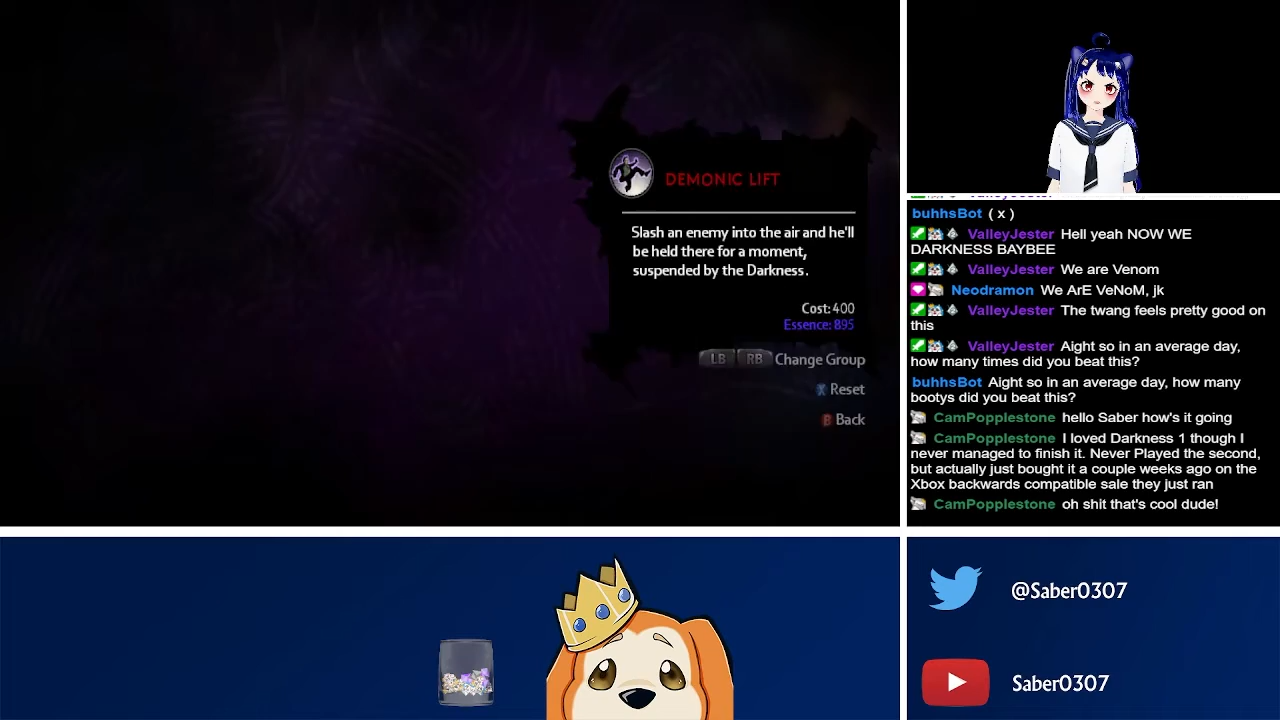 DEMONIC LIFT
Slash an enemy into the air and he'll
be held there for a moment,
suspended by the Darkness.
Cost: 400
Essence: 895
LB RB Change Group
X Reset
B Back
buhhsBot ( x )
ValleyJester Hell yeah NOW WE
DARKNESS BAYBEE
ValleyJester We are Venom
Neodramon We ArE VeNoM, jk
ValleyJester The twang feels pretty good on
this
ValleyJester Aight so in an average day,
how many times did you beat this?
buhhsBot Aight so in an average day, how many
bootys did you beat this?
CamPopplestone hello Saber how's it going
CamPopplestone I loved Darkness 1 though I
never managed to finish it. Never Played the second,
but actually just bought it a couple weeks ago on the
Xbox backwards compatible sale they just ran
CamPopplestone oh shit that's cool dude!
@Saber0307
Saber0307